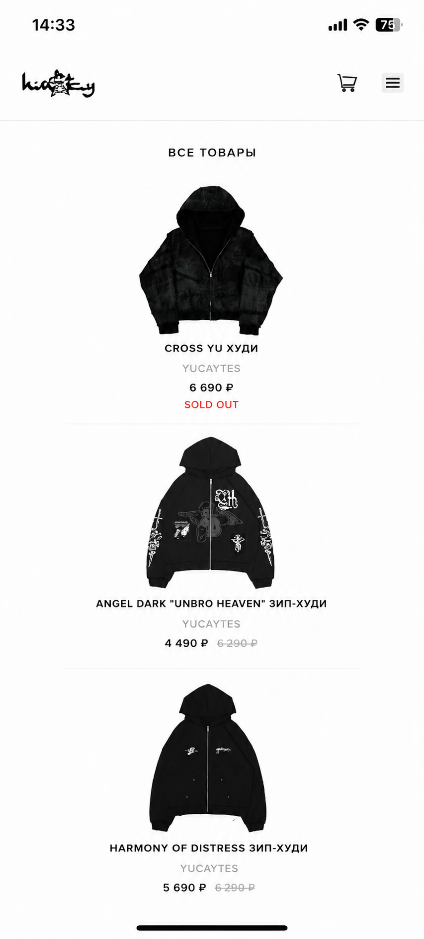 14:33
75
ВСЕ ТОВАРЫ
CROSS YU ХУДИ
YUCAYTES
6 690 ₽
SOLD OUT
ANGEL DARK "UNBRO HEAVEN" ЗИП-ХУДИ
YUCAYTES
4 490 ₽ 6 290 ₽
HARMONY OF DISTRESS ЗИП-ХУДИ
YUCAYTES
5 690 ₽ 6 290 ₽